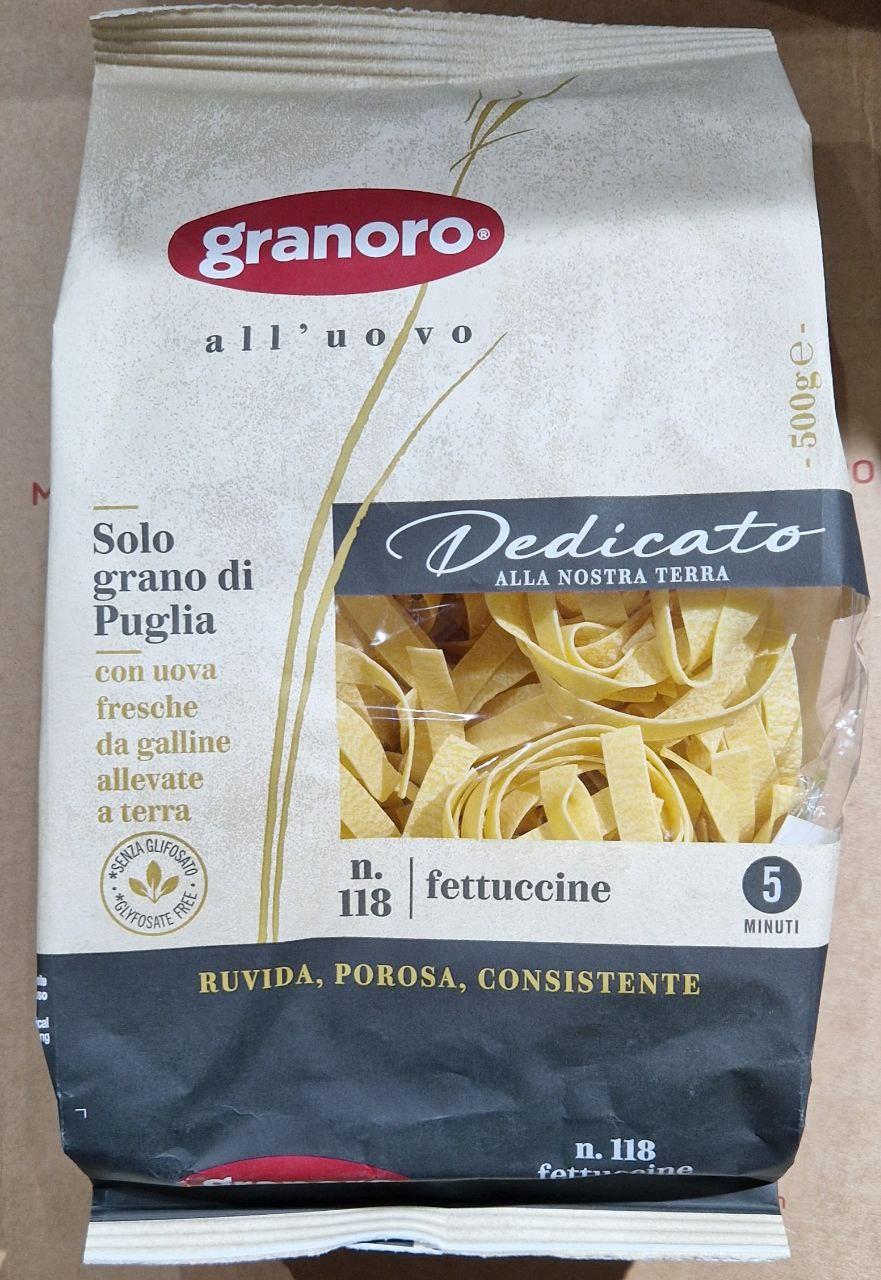 granoro®
all'uovo
- 500g e -
Solo
grano di
Puglia
con uova
fresche
da galline
allevate
a terra
*SENZA GLIFOSATO
*GLYFOSATE FREE
Dedicato
ALLA NOSTRA TERRA
n.
118
fettuccine
5
MINUTI
RUVIDA, POROSA, CONSISTENTE
n. 118
fettuccine